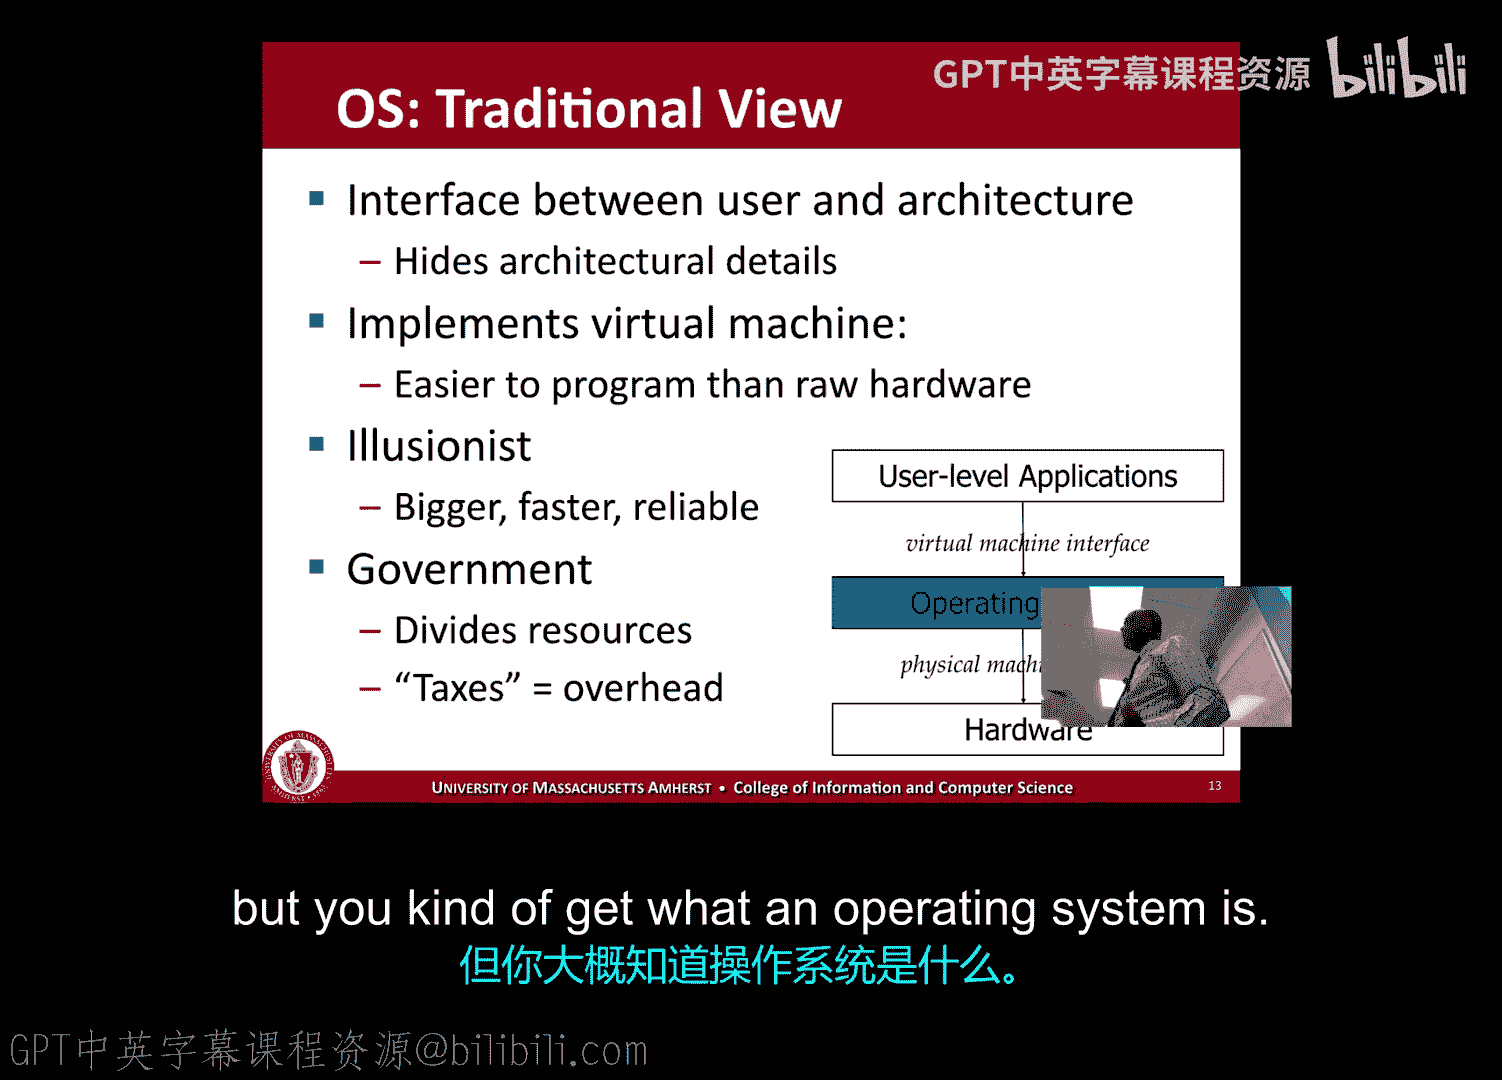 GPT中英字幕课程资源 bilibili
OS: Traditional View
Interface between user and architecture
– Hides architectural details
Implements virtual machine:
– Easier to program than raw hardware
Illusionist
– Bigger, faster, reliable
Government
– Divides resources
– “Taxes” = overhead
User-level Applications
virtual machine interface
Operating
physical
Hardware
UNIVERSITY OF MASSACHUSETTS AMHERST • College of Information and Computer Science
13
but you kind of get what an operating system is.
但你大概知道操作系统是什么。
GPT中英字幕课程资源@bilibili.com